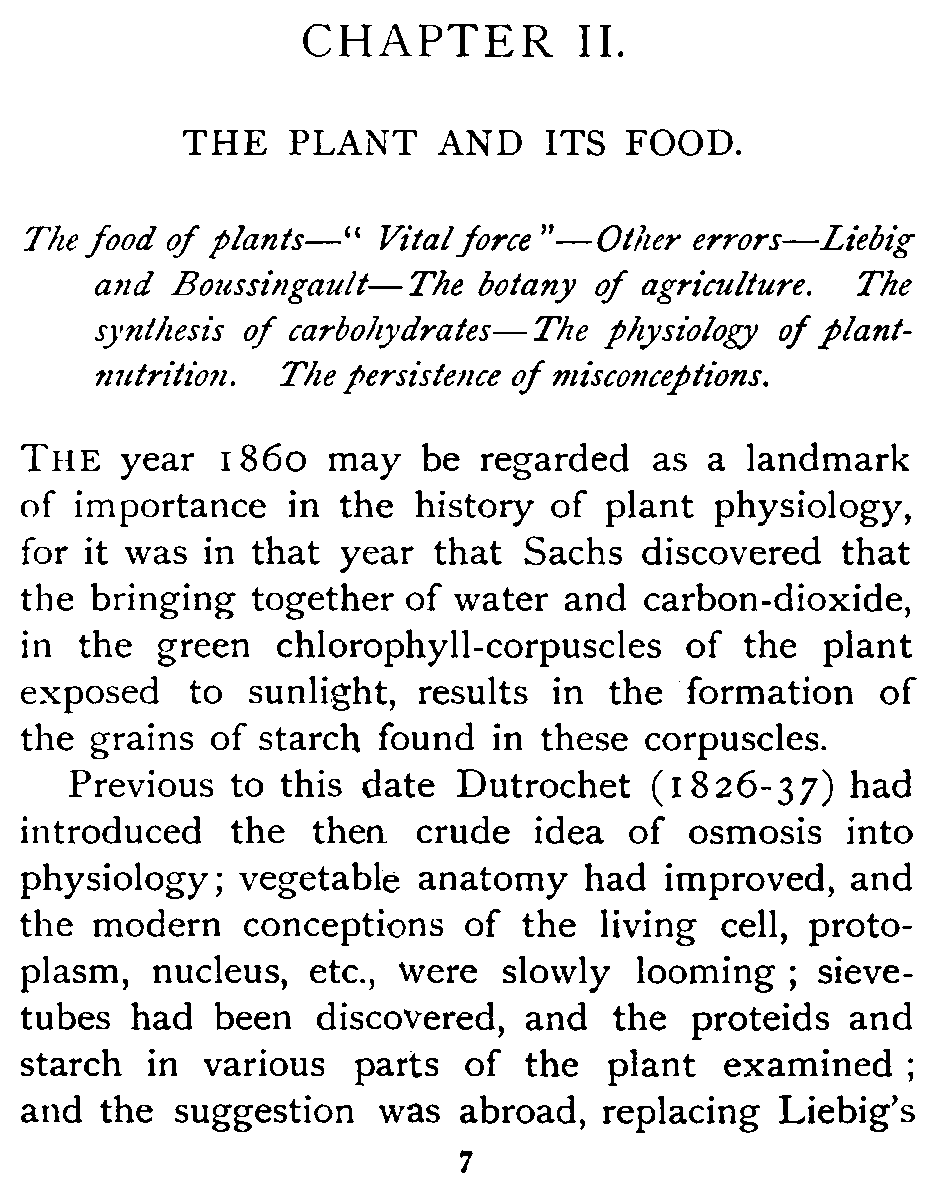 CHAPTER II.
THE PLANT AND ITS FOOD.
The food of plants—“ Vital force ”—Other errors—Liebig
and Boussingault—The botany of agriculture. The
synthesis of carbohydrates—The physiology of plant-
nutrition. The persistence of misconceptions.
THE year 1860 may be regarded as a landmark
of importance in the history of plant physiology,
for it was in that year that Sachs discovered that
the bringing together of water and carbon-dioxide,
in the green chlorophyll-corpuscles of the plant
exposed to sunlight, results in the formation of
the grains of starch found in these corpuscles.
Previous to this date Dutrochet (1826-37) had
introduced the then crude idea of osmosis into
physiology; vegetable anatomy had improved, and
the modern conceptions of the living cell, proto-
plasm, nucleus, etc., were slowly looming ; sieve-
tubes had been discovered, and the proteids and
starch in various parts of the plant examined ;
and the suggestion was abroad, replacing Liebig’s
7